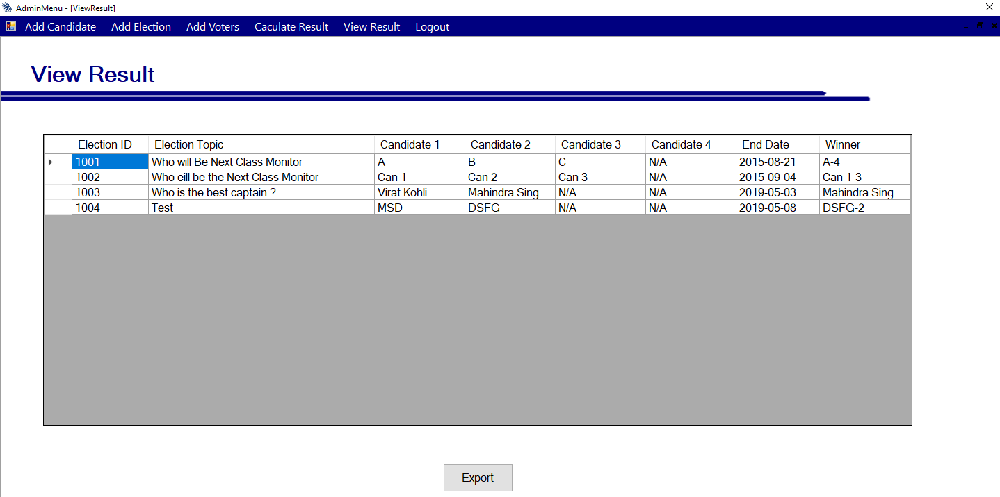 AdminMenu - [ViewResult]
Add Candidate Add Election Add Voters Caculate Result View Result Logout
View Result
Election ID Election Topic Candidate 1 Candidate 2 Candidate 3 Candidate 4 End Date Winner
1001 Who will Be Next Class Monitor A B C N/A 2015-08-21 A-4
1002 Who eill be the Next Class Monitor Can 1 Can 2 Can 3 N/A 2015-09-04 Can 1-3
1003 Who is the best captain ? Virat Kohli Mahindra Sing... N/A N/A 2019-05-03 Mahindra Sing...
1004 Test MSD DSFG N/A N/A 2019-05-08 DSFG-2
Export